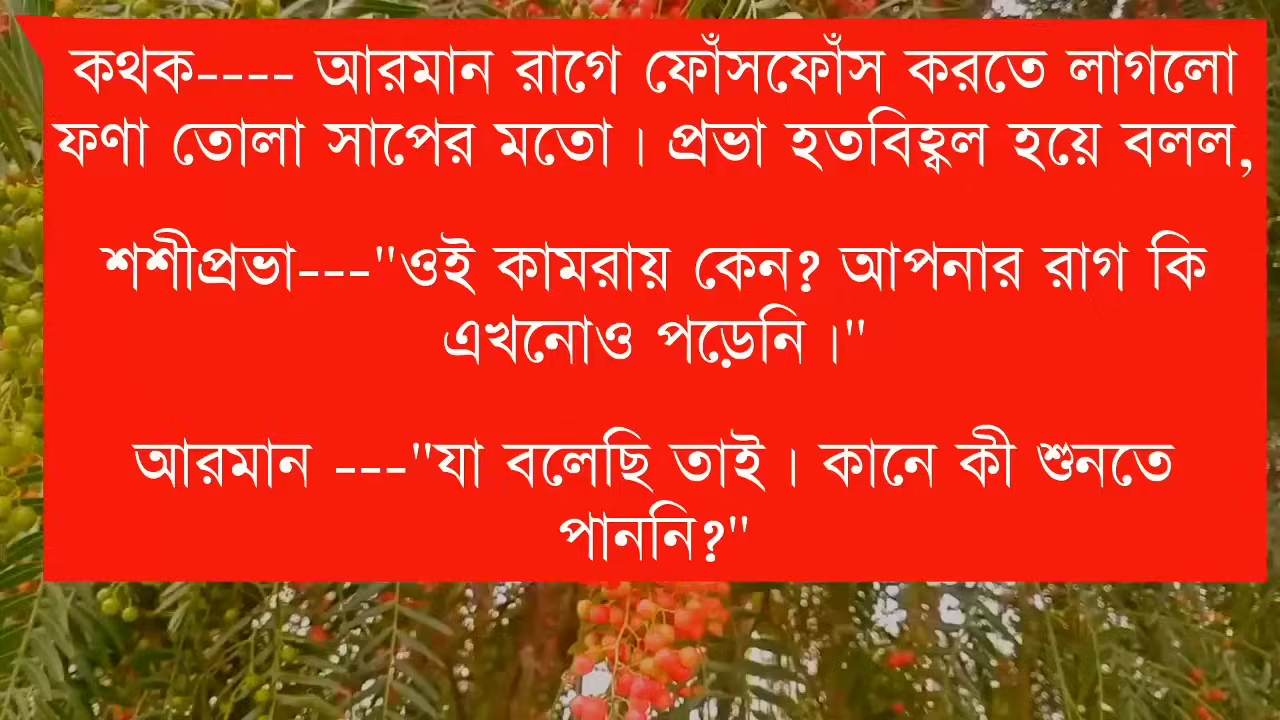 কথক---- আরমান রাগে ফোঁসফোঁস করতে লাগলো
ফণা তোলা সাপের মতো। প্রভা হতবিহ্বল হয়ে বলল,
শশীপ্রভা---"ওই কামরায় কেন? আপনার রাগ কি
এখনোও পড়েনি।"
আরমান ---"যা বলেছি তাই। কানে কী শুনতে
পাননি?"